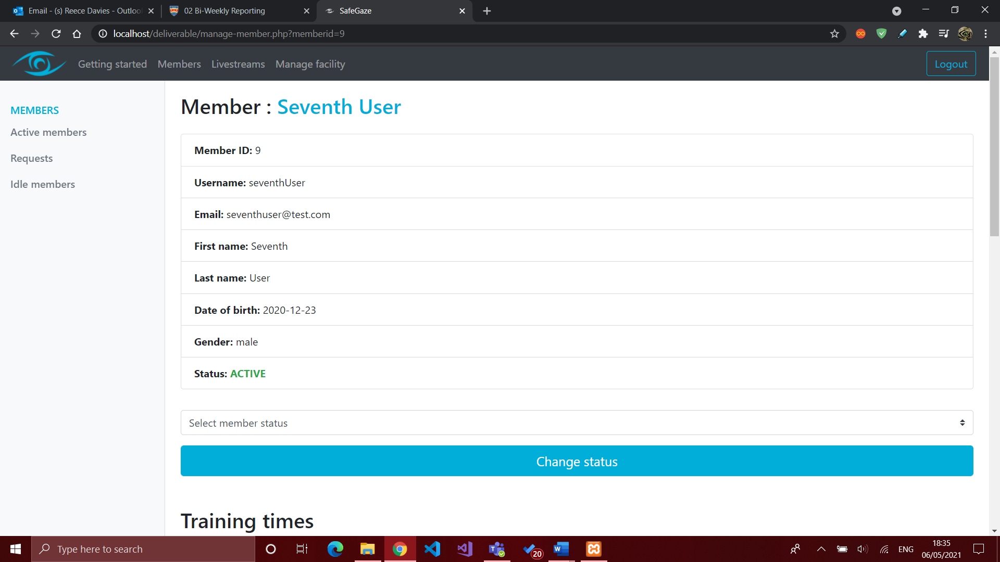 Email - (s) Reece Davies - Outloo
02 Bi-Weekly Reporting
SafeGaze
localhost/deliverable/manage-member.php?memberid=9
Getting started Members Livestreams Manage facility
Logout
MEMBERS
Active members
Requests
Idle members
Member : Seventh User
Member ID: 9
Username: seventhUser
Email: seventhuser@test.com
First name: Seventh
Last name: User
Date of birth: 2020-12-23
Gender: male
Status: ACTIVE
Select member status
Change status
Training times
Type here to search
20
ENG
18:35
06/05/2021